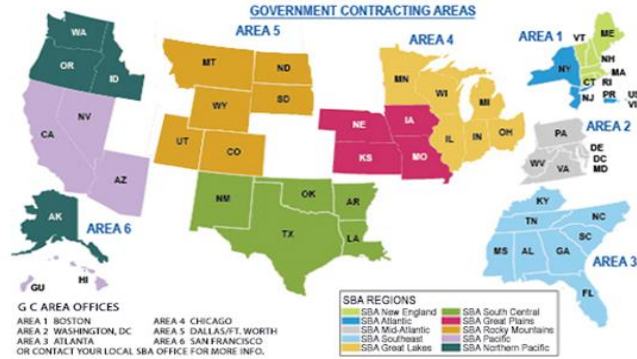 GOVERNMENT CONTRACTING AREAS
AREA 5
AREA 4
AREA 1
WA
OR
ID
NV
CA
AZ
AK
HI
GU
AREA 6
MT
ND
SD
WY
UT
CO
NM
OK
TX
AR
LA
NE
IA
KS
MO
MN
WI
MI
IL
IN
OH
VT
ME
NH
MA
NY
CT
RI
NJ
PR
US
VI
AREA 2
PA
DE
DC
MD
WV
VA
KY
TN
NC
SC
MS
AL
GA
FL
AREA 3
G C AREA OFFICES
AREA 1 BOSTON AREA 4 CHICAGO
AREA 2 WASHINGTON, DC AREA 5 DALLAS/FT. WORTH
AREA 3 ATLANTA AREA 6 SAN FRANCISCO
OR CONTACT YOUR LOCAL SBA OFFICE FOR MORE INFO.
SBA REGIONS
SBA New England SBA South Central
SBA Atlantic SBA Great Plains
SBA Mid-Atlantic SBA Rocky Mountains
SBA Southeast SBA Pacific
SBA Great Lakes SBA Northern Pacific